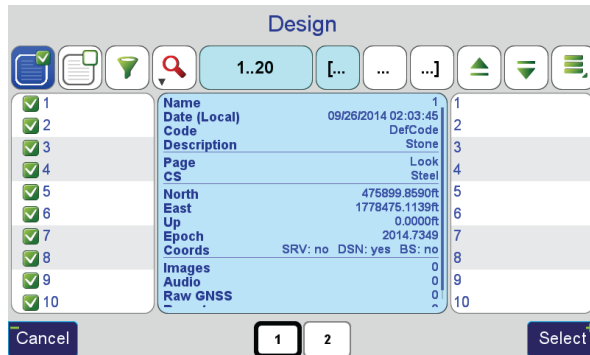 Design
1..20 [... ... ...]
1 1
2 2
3 3
4 4
5 5
6 6
7 7
8 8
9 9
10 10
Name 1
Date (Local) 09/26/2014 02:03:45
Code DefCode
Description Stone
Page Look
CS Steel
North 475899.8590ft
East 1778475.1139ft
Up 0.0000ft
Epoch 2014.7349
Coords SRV: no DSN: yes BS: no
Images 0
Audio 0
Raw GNSS 0
Cancel 1 2 Select